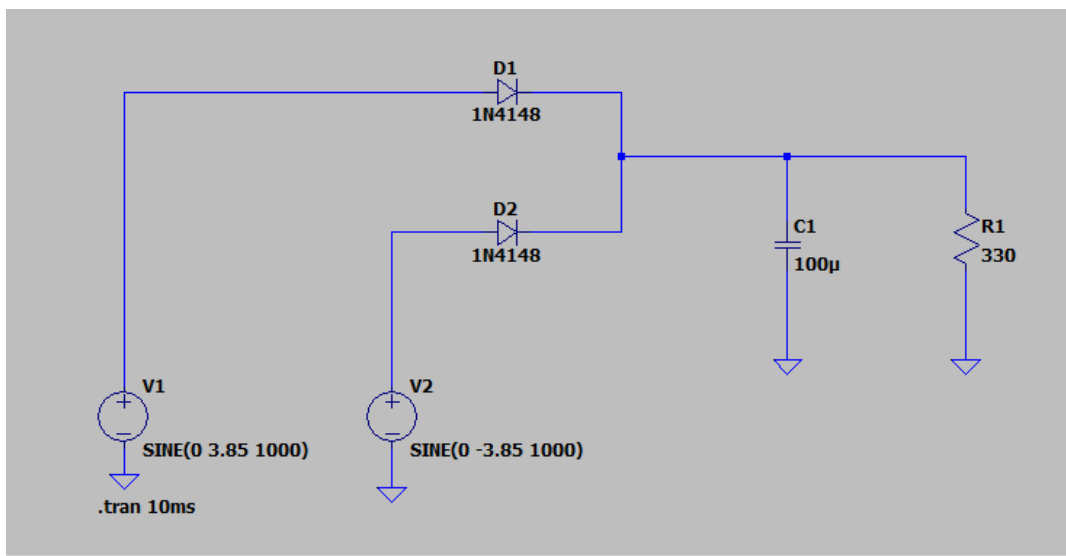 D1
1N4148
D2
1N4148
C1
100µ
R1
330
V1
SINE(0 3.85 1000)
V2
SINE(0 -3.85 1000)
.tran 10ms